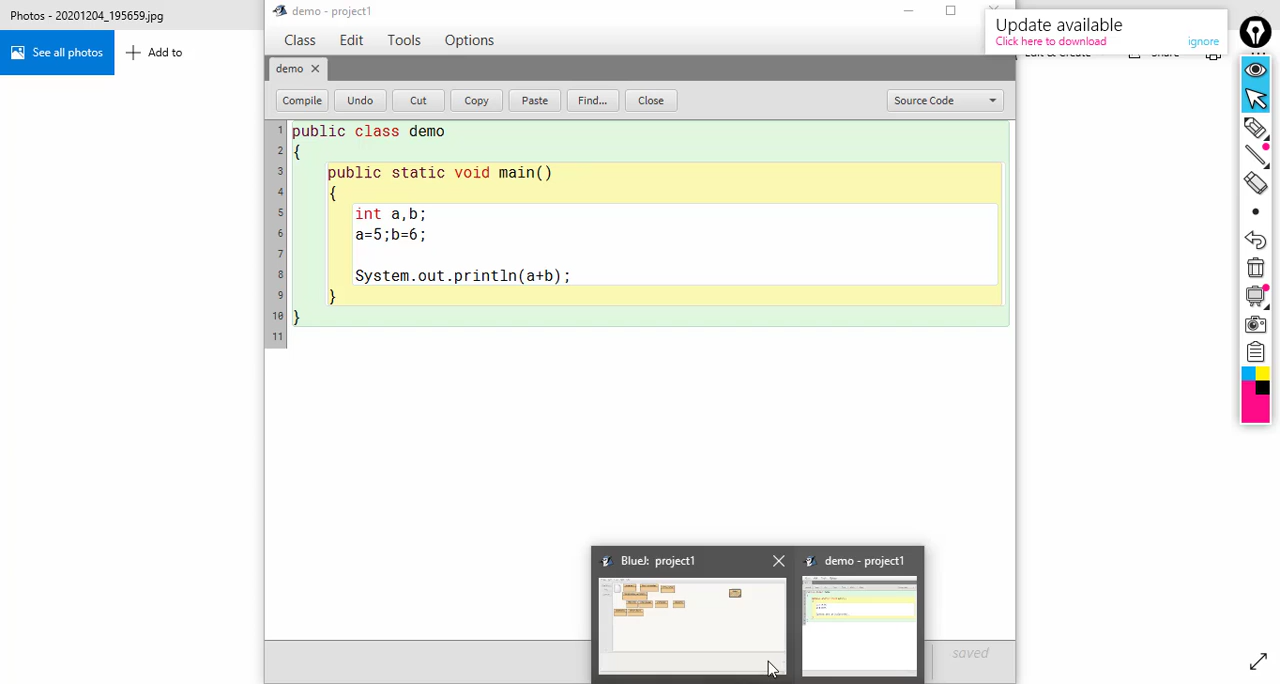 Photos - 20201204_195659.jpg
demo - project1
Update available
Click here to download
ignore
See all photos
Add to
Class
Edit
Tools
Options
demo
Compile
Undo
Cut
Copy
Paste
Find...
Close
Source Code
1 public class demo
2 {
3 public static void main()
4 {
5 int a,b;
6 a=5;b=6;
7
8 System.out.println(a+b);
9 }
10 }
11
BlueJ: project1
demo - project1
saved